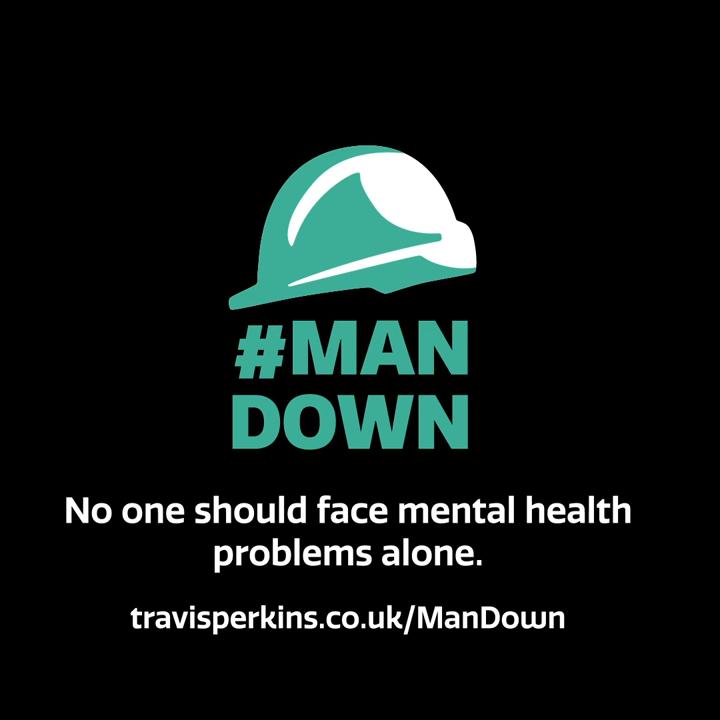 #MAN
DOWN
No one should face mental health
problems alone.
travisperkins.co.uk/ManDown